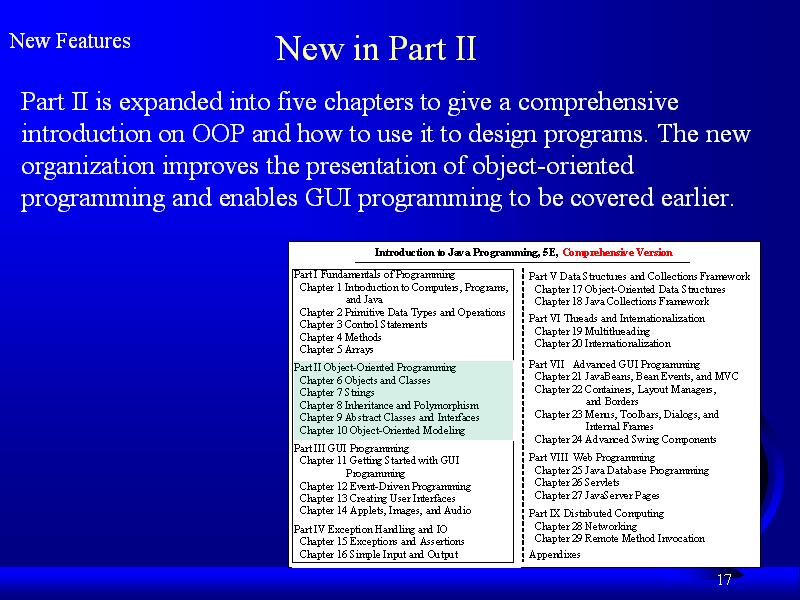 New Features
New in Part II
Part II is expanded into five chapters to give a comprehensive
introduction on OOP and how to use it to design programs. The new
organization improves the presentation of object-oriented
programming and enables GUI programming to be covered earlier.
Introduction to Java Programming, 5E, Comprehensive Version
Part I Fundamentals of Programming
Chapter 1 Introduction to Computers, Programs,
and Java
Chapter 2 Primitive Data Types and Operations
Chapter 3 Control Statements
Chapter 4 Methods
Chapter 5 Arrays
Part II Object-Oriented Programming
Chapter 6 Objects and Classes
Chapter 7 Strings
Chapter 8 Inheritance and Polymorphism
Chapter 9 Abstract Classes and Interfaces
Chapter 10 Object-Oriented Modeling
Part III GUI Programming
Chapter 11 Getting Started with GUI
Programming
Chapter 12 Event-Driven Programming
Chapter 13 Creating User Interfaces
Chapter 14 Applets, Images, and Audio
Part IV Exception Handling and IO
Chapter 15 Exceptions and Assertions
Chapter 16 Simple Input and Output
Part V Data Structures and Collections Framework
Chapter 17 Object-Oriented Data Structures
Chapter 18 Java Collections Framework
Part VI Threads and Internationalization
Chapter 19 Multithreading
Chapter 20 Internationalization
Part VII Advanced GUI Programming
Chapter 21 JavaBeans, Bean Events, and MVC
Chapter 22 Containers, Layout Managers,
and Borders
Chapter 23 Menus, Toolbars, Dialogs, and
Internal Frames
Chapter 24 Advanced Swing Components
Part VIII Web Programming
Chapter 25 Java Database Programming
Chapter 26 Servlets
Chapter 27 JavaServer Pages
Part IX Distributed Computing
Chapter 28 Networking
Chapter 29 Remote Method Invocation
Appendixes
17